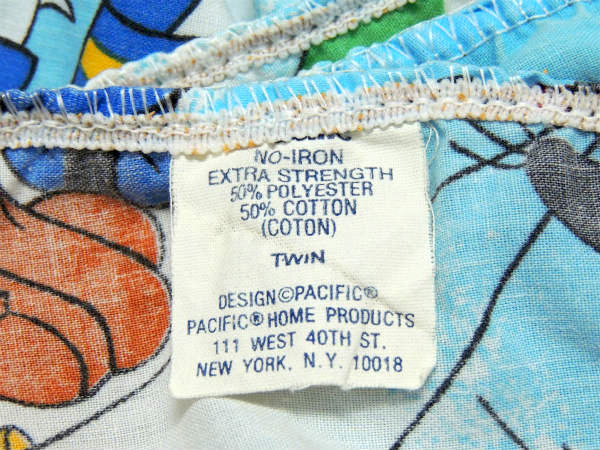 NO-IRON
EXTRA STRENGTH
50% POLYESTER
50% COTTON
(COTON)
TWIN
DESIGN©PACIFIC®
PACIFIC®HOME PRODUCTS
111 WEST 40TH ST.
NEW YORK, N.Y. 10018